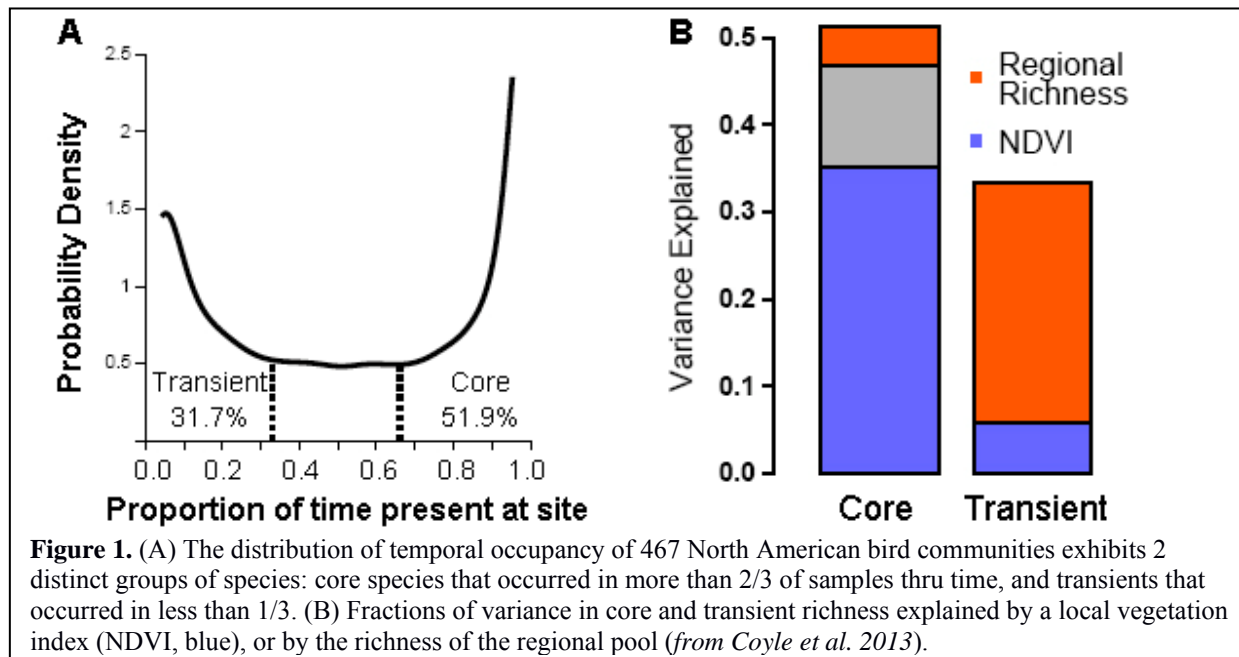 A
2.5
2
1.5
1
0.5
Probability Density
Transient
31.7%
Core
51.9%
0.0 0.2 0.4 0.6 0.8 1.0
Proportion of time present at site
B
0.5
0.4
0.3
0.2
0.1
0.0
Variance Explained
Regional
Richness
NDVI
Core Transient
Figure 1. (A) The distribution of temporal occupancy of 467 North American bird communities exhibits 2
distinct groups of species: core species that occurred in more than 2/3 of samples thru time, and transients that
occurred in less than 1/3. (B) Fractions of variance in core and transient richness explained by a local vegetation
index (NDVI, blue), or by the richness of the regional pool (from Coyle et al. 2013).